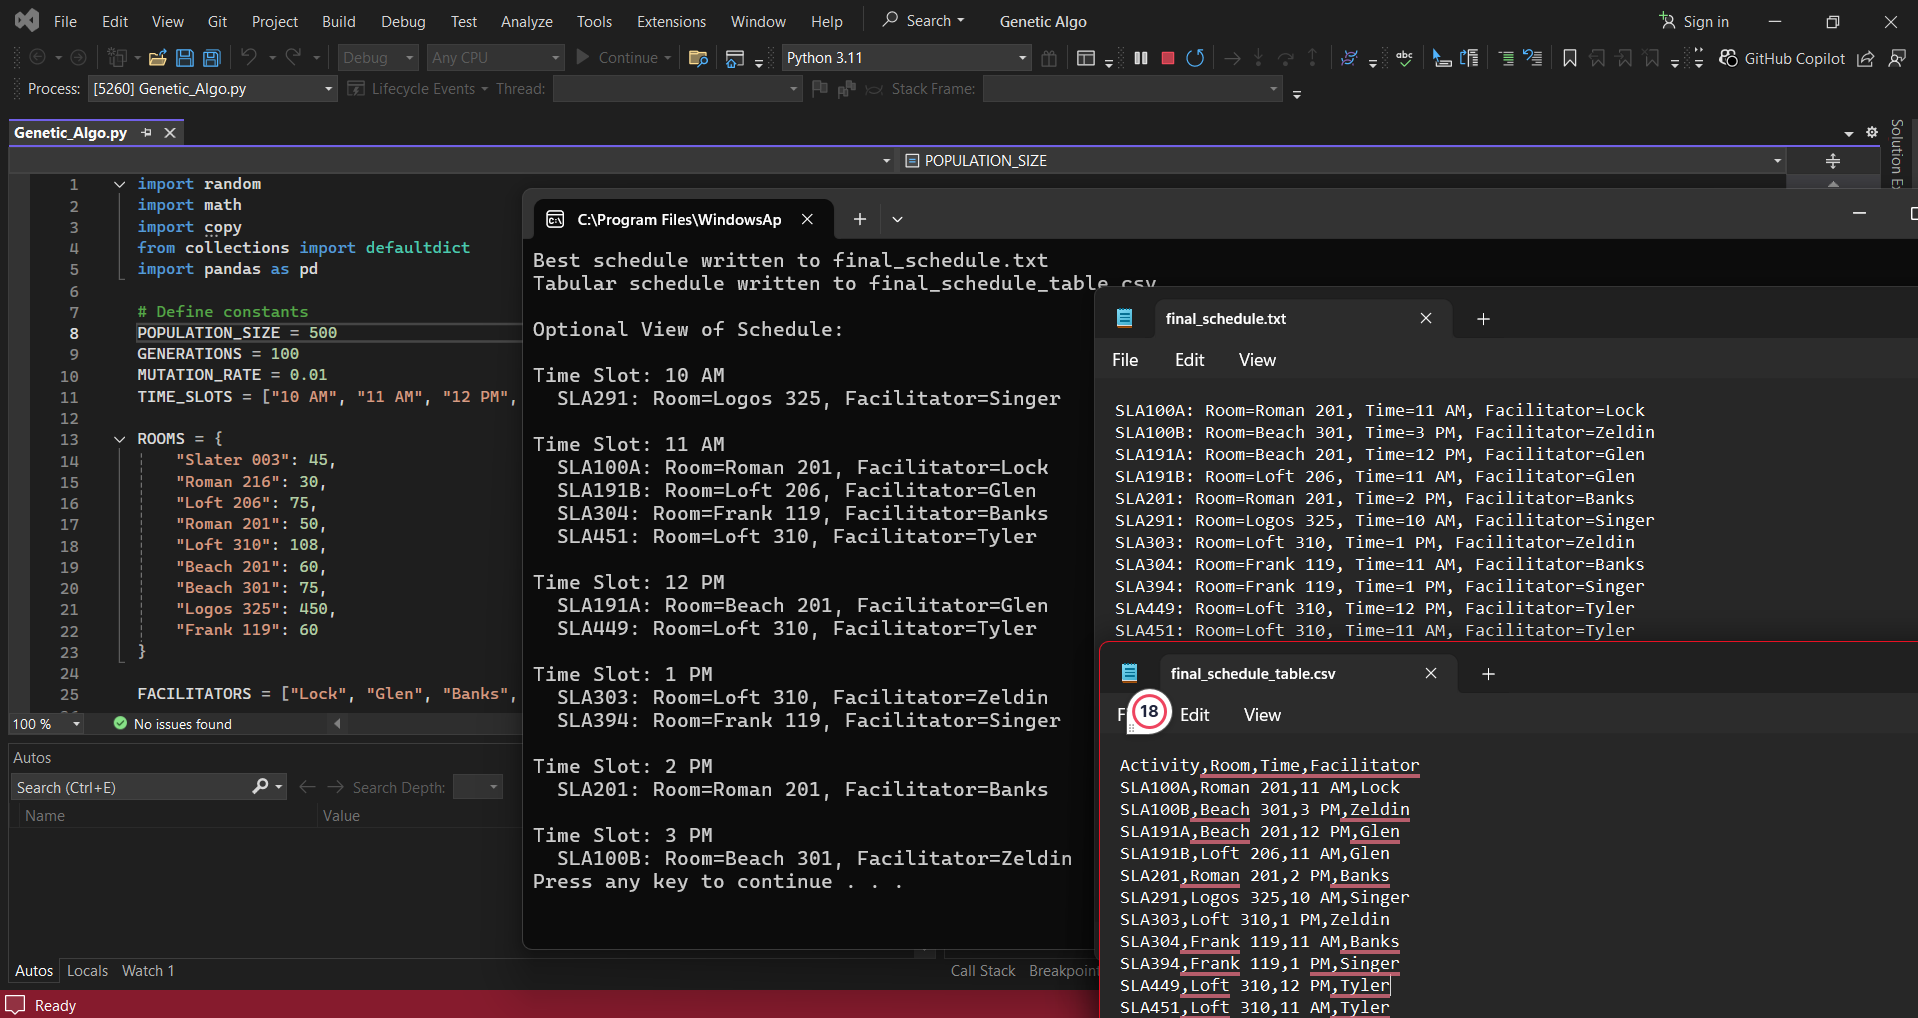 File Edit View Git Project Build Debug Test Analyze Tools Extensions Window Help Search Genetic Algo Sign in
Debug Any CPU Continue Python 3.11 abc GitHub Copilot
Process: [5260] Genetic_Algo.py Lifecycle Events Thread: Stack Frame:
Genetic_Algo.py
POPULATION_SIZE
1 import random
2 import math
3 import copy
4 from collections import defaultdict
5 import pandas as pd
6
7 # Define constants
8 POPULATION_SIZE = 500
9 GENERATIONS = 100
10 MUTATION_RATE = 0.01
11 TIME_SLOTS = ["10 AM", "11 AM", "12 PM",
12
13 ROOMS = {
14 "Slater 003": 45,
15 "Roman 216": 30,
16 "Loft 206": 75,
17 "Roman 201": 50,
18 "Loft 310": 108,
19 "Beach 201": 60,
20 "Beach 301": 75,
21 "Logos 325": 450,
22 "Frank 119": 60
23 }
24
25 FACILITATORS = ["Lock", "Glen", "Banks",
100 % No issues found
Autos
Search (Ctrl+E) Search Depth:
Name Value
Autos Locals Watch 1
Call Stack Breakpoint
Ready
Solution E
C:\Program Files\WindowsAp
Best schedule written to final_schedule.txt
Tabular schedule written to final_schedule_table.csv
Optional View of Schedule:
Time Slot: 10 AM
SLA291: Room=Logos 325, Facilitator=Singer
Time Slot: 11 AM
SLA100A: Room=Roman 201, Facilitator=Lock
SLA191B: Room=Loft 206, Facilitator=Glen
SLA304: Room=Frank 119, Facilitator=Banks
SLA451: Room=Loft 310, Facilitator=Tyler
Time Slot: 12 PM
SLA191A: Room=Beach 201, Facilitator=Glen
SLA449: Room=Loft 310, Facilitator=Tyler
Time Slot: 1 PM
SLA303: Room=Loft 310, Facilitator=Zeldin
SLA394: Room=Frank 119, Facilitator=Singer
Time Slot: 2 PM
SLA201: Room=Roman 201, Facilitator=Banks
Time Slot: 3 PM
SLA100B: Room=Beach 301, Facilitator=Zeldin
Press any key to continue . . .
final_schedule.txt
File Edit View
SLA100A: Room=Roman 201, Time=11 AM, Facilitator=Lock
SLA100B: Room=Beach 301, Time=3 PM, Facilitator=Zeldin
SLA191A: Room=Beach 201, Time=12 PM, Facilitator=Glen
SLA191B: Room=Loft 206, Time=11 AM, Facilitator=Glen
SLA201: Room=Roman 201, Time=2 PM, Facilitator=Banks
SLA291: Room=Logos 325, Time=10 AM, Facilitator=Singer
SLA303: Room=Loft 310, Time=1 PM, Facilitator=Zeldin
SLA304: Room=Frank 119, Time=11 AM, Facilitator=Banks
SLA394: Room=Frank 119, Time=1 PM, Facilitator=Singer
SLA449: Room=Loft 310, Time=12 PM, Facilitator=Tyler
SLA451: Room=Loft 310, Time=11 AM, Facilitator=Tyler
final_schedule_table.csv
F 18 Edit View
Activity,Room,Time,Facilitator
SLA100A,Roman 201,11 AM,Lock
SLA100B,Beach 301,3 PM,Zeldin
SLA191A,Beach 201,12 PM,Glen
SLA191B,Loft 206,11 AM,Glen
SLA201,Roman 201,2 PM,Banks
SLA291,Logos 325,10 AM,Singer
SLA303,Loft 310,1 PM,Zeldin
SLA304,Frank 119,11 AM,Banks
SLA394,Frank 119,1 PM,Singer
SLA449,Loft 310,12 PM,Tyler
SLA451,Loft 310,11 AM,Tyler